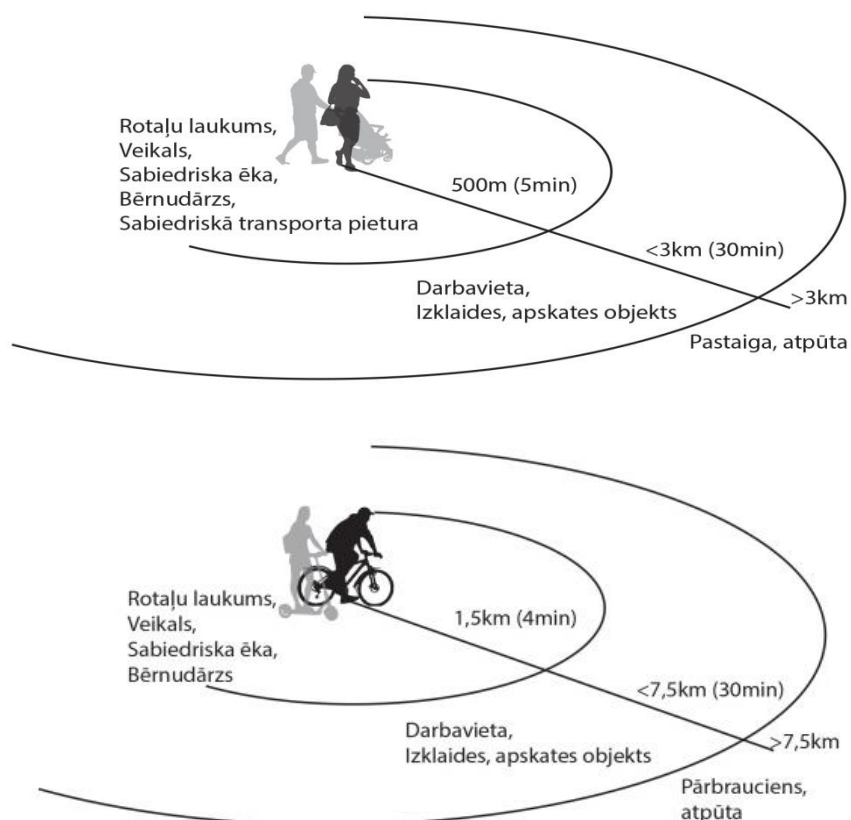 Rotaļu laukums,
Veikals,
Sabiedriska ēka,
Bērnudārzs,
Sabiedriskā transporta pietura
500m (5min)
<3km (30min)
>3km
Darbavieta,
Izklaides, apskates objekts
Pastaiga, atpūta
Rotaļu laukums,
Veikals,
Sabiedriska ēka,
Bērnudārzs
1,5km (4min)
<7,5km (30min)
>7,5km
Darbavieta,
Izklaides, apskates objekts
Pārbrauciens,
atpūta